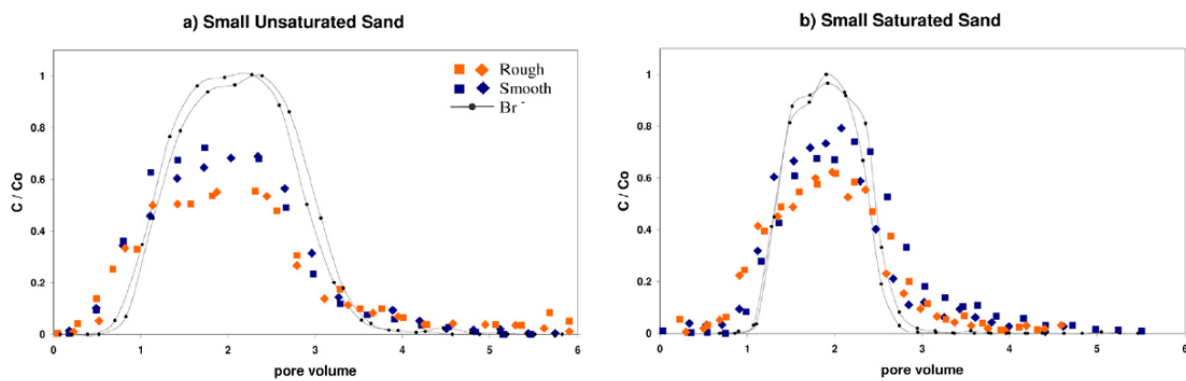 a) Small Unsaturated Sand
1
0.8
0.6
0.4
0.2
0
C / Co
0 1 2 3 4 5 6
pore volume
Rough
Smooth
Br -
b) Small Saturated Sand
1
0.8
0.6
0.4
0.2
0
C / Co
0 1 2 3 4 5 6
pore volume